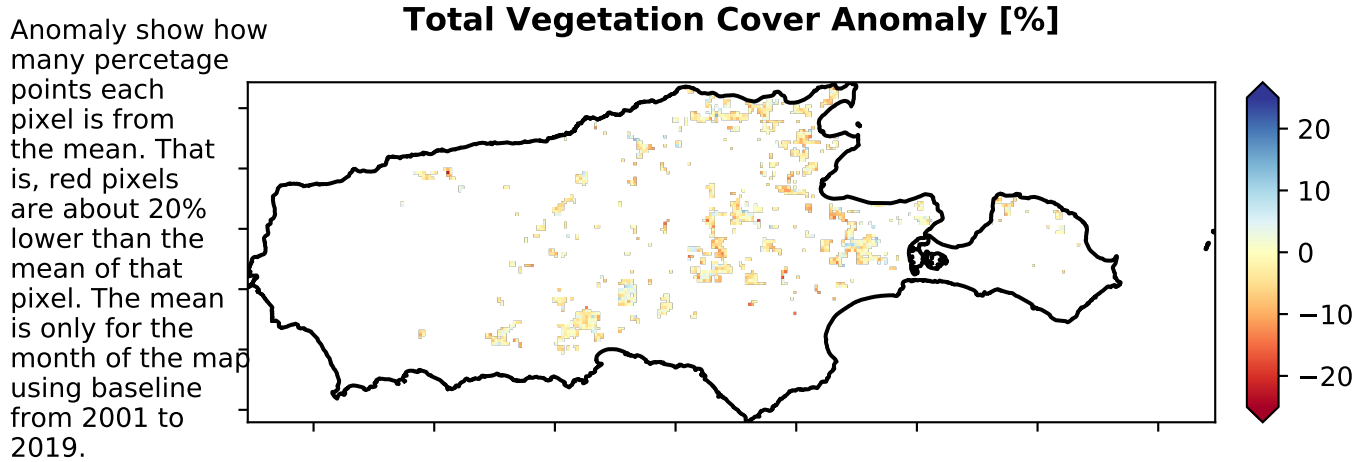 Total Vegetation Cover Anomaly [%]
Anomaly show how
many percetage
points each
pixel is from
the mean. That
is, red pixels
are about 20%
lower than the
mean of that
pixel. The mean
is only for the
month of the map
using baseline
from 2001 to
2019.
20
10
0
−10
−20